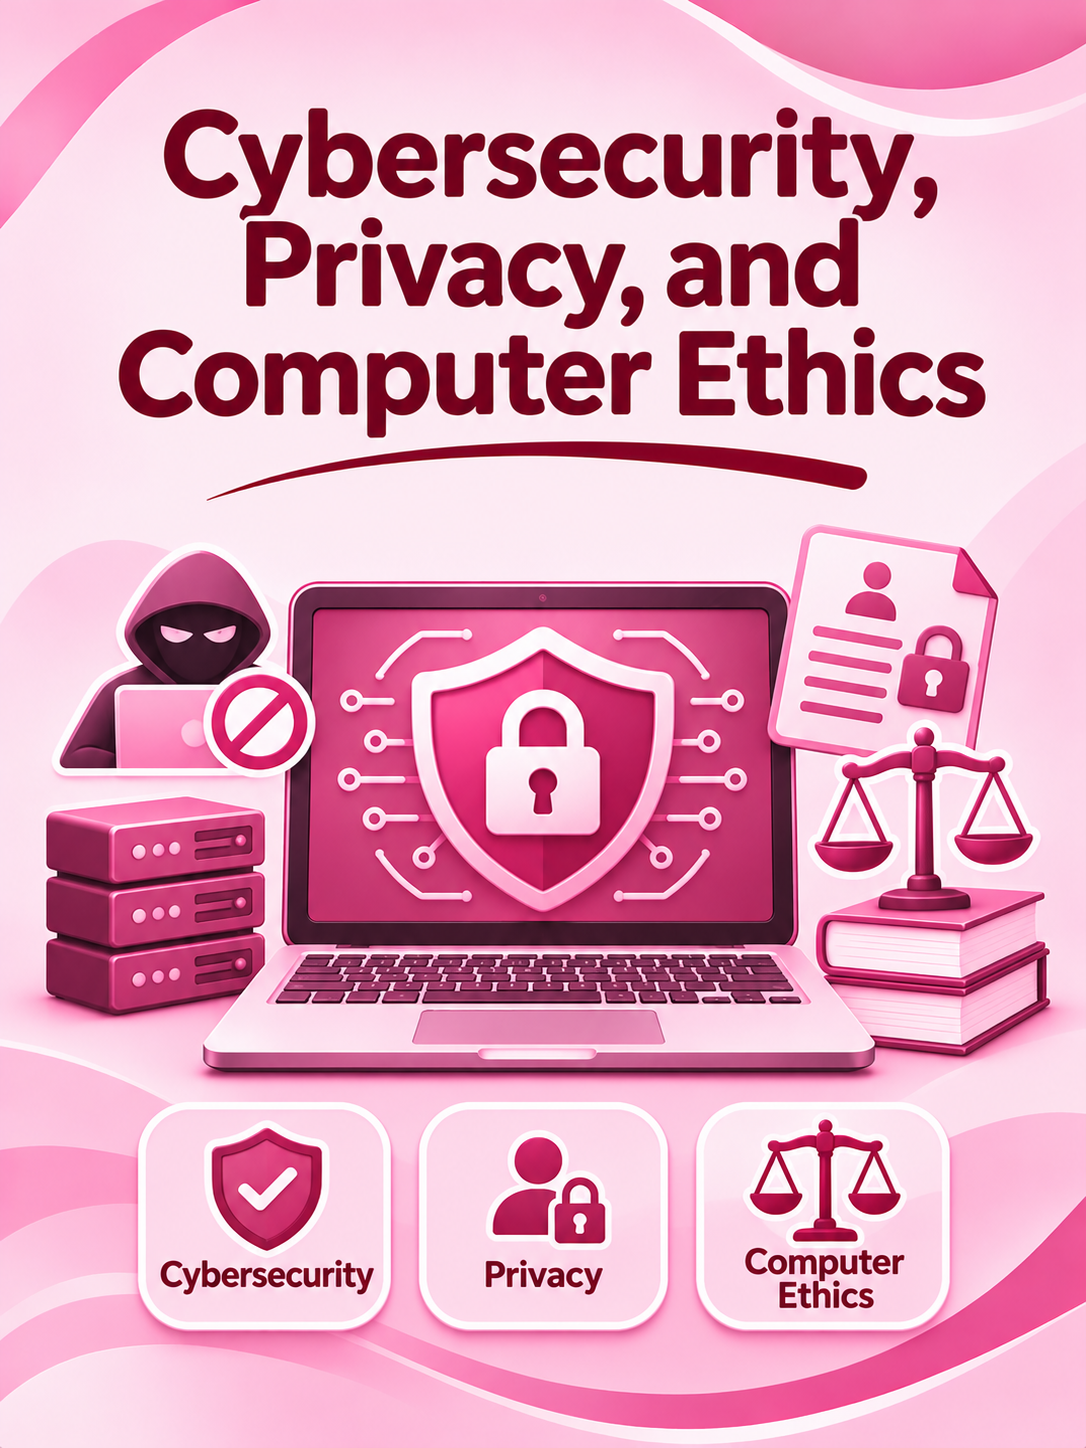 Cybersecurity,
Privacy, and
Computer Ethics
Cybersecurity
Privacy
Computer
Ethics